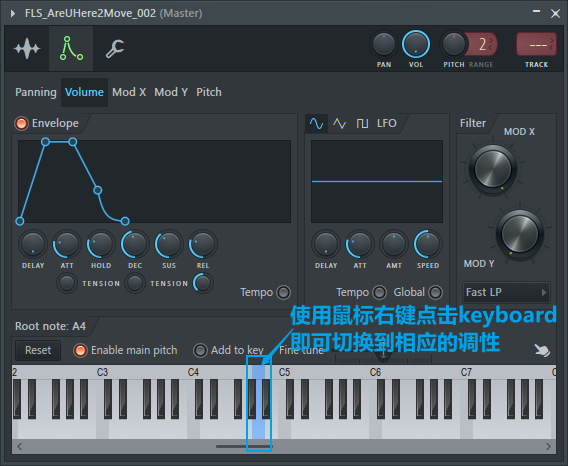 FLS_AreUHere2Move_002 (Master)
PAN VOL PITCH 2 RANGE --- TRACK
Panning Volume Mod X Mod Y Pitch
Envelope
LFO
Filter
MOD X
MOD Y
DELAY ATT HOLD DEC SUS REL
DELAY ATT AMT SPEED
TENSION TENSION
Tempo
Tempo Global
Fast LP
使用鼠标右键点击keyboard
即可切换到相应的调性
Root note: A4
Reset Enable main pitch Add to key Fine tune
2 C3 C4 C5 C6 C7 C